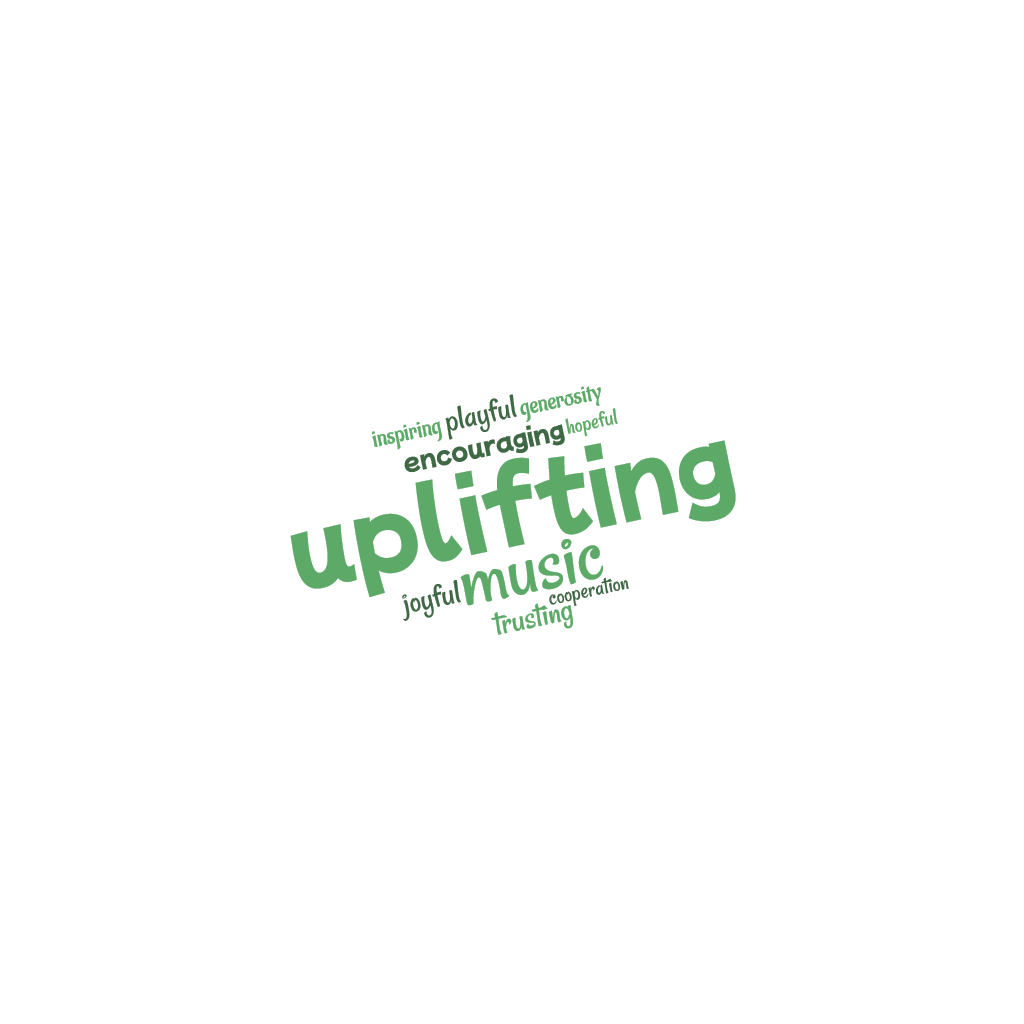 inspiring playful generosity
encouraging hopeful
uplifting
joyful music cooperation
trusting